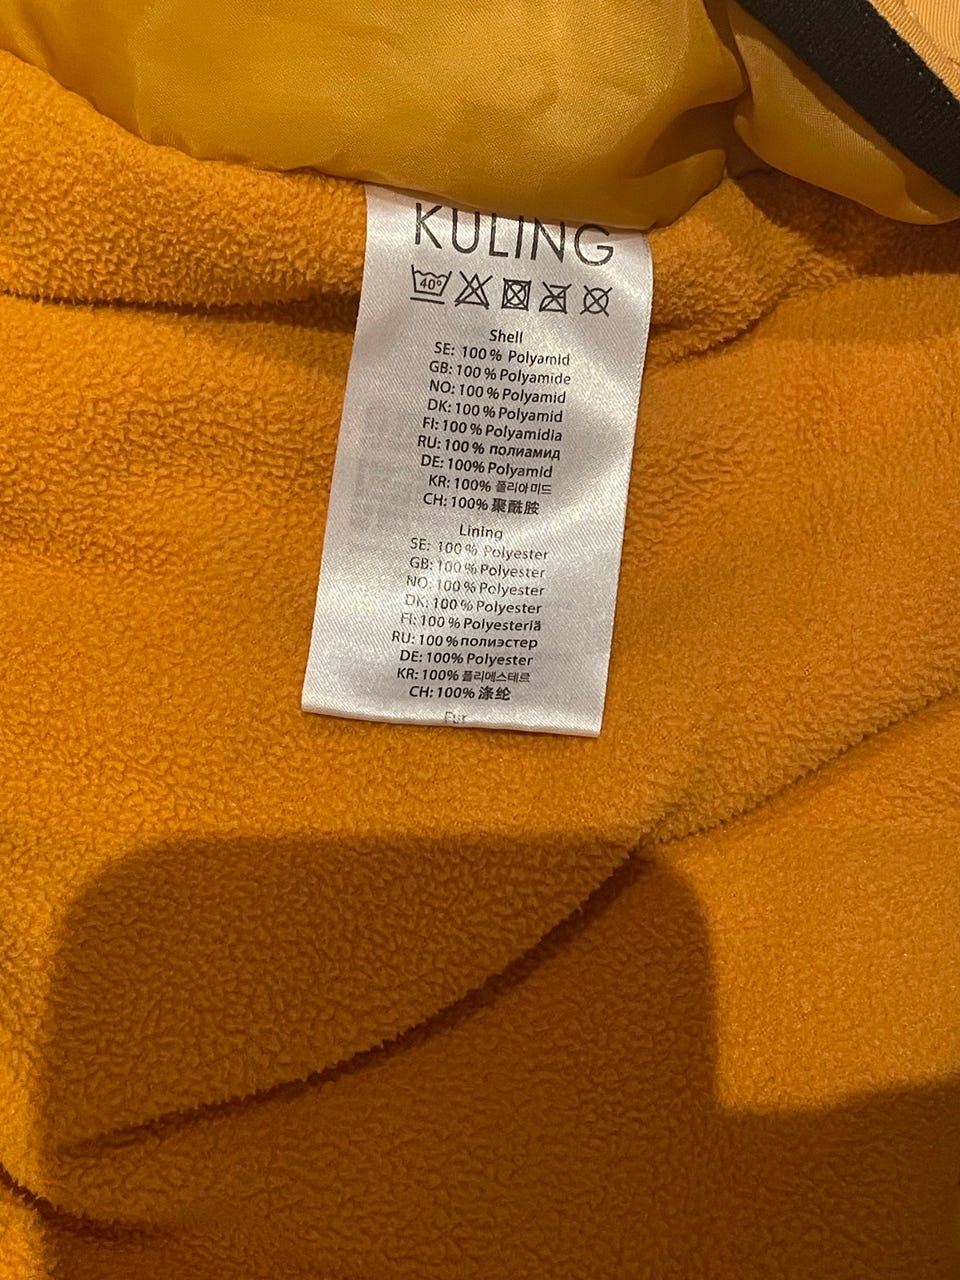 KULING
40°
Shell
SE: 100 % Polyamid
GB: 100 % Polyamide
NO: 100 % Polyamid
DK: 100 % Polyamid
FI: 100 % Polyamidia
RU: 100 % полиамид
DE: 100% Polyamid
KR: 100% 폴리아미드
CH: 100% 聚酰胺
Lining
SE: 100 % Polyester
GB: 100 % Polyester
NO: 100 % Polyester
DK: 100 % Polyester
FI: 100 % Polyesteriä
RU: 100 % полиэстер
DE: 100% Polyester
KR: 100% 폴리에스테르
CH: 100% 涤纶
Fur